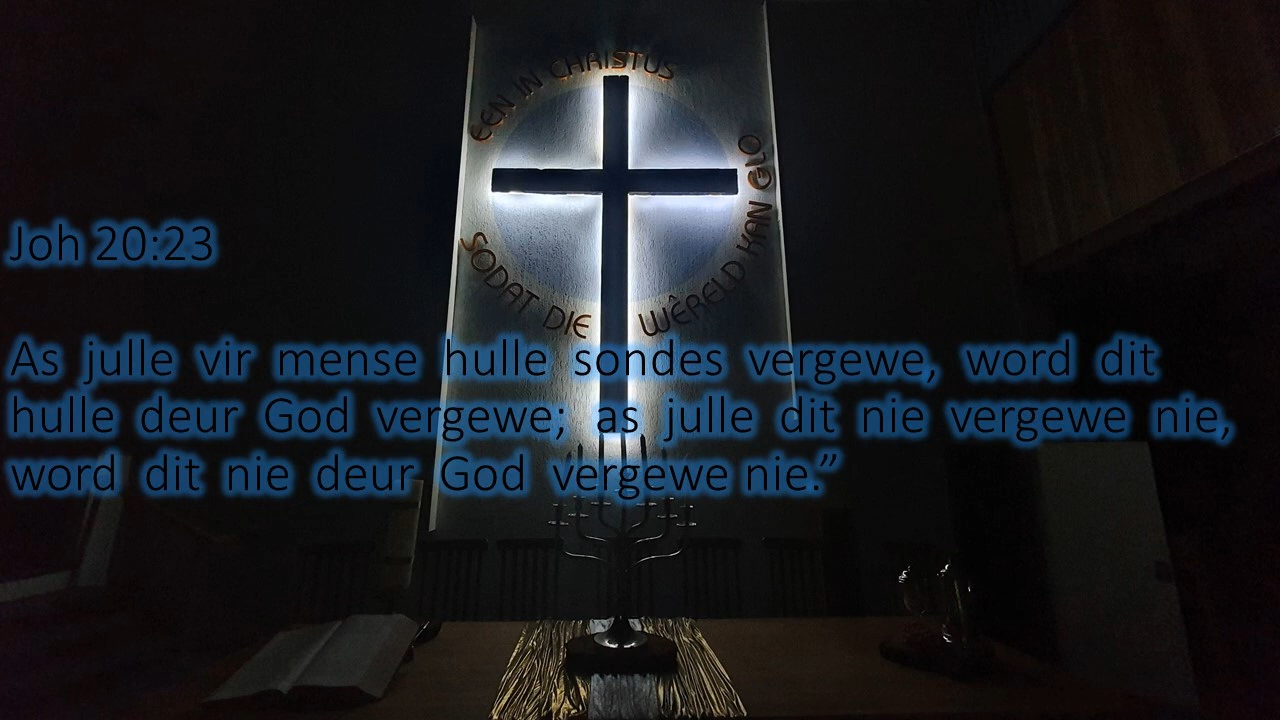 EEN IN CHRISTUS
SODAT DIE WÊRELD KAN GLO
Joh 20:23
As julle vir mense hulle sondes vergewe, word dit
hulle deur God vergewe; as julle dit nie vergewe nie,
word dit nie deur God vergewe nie.”